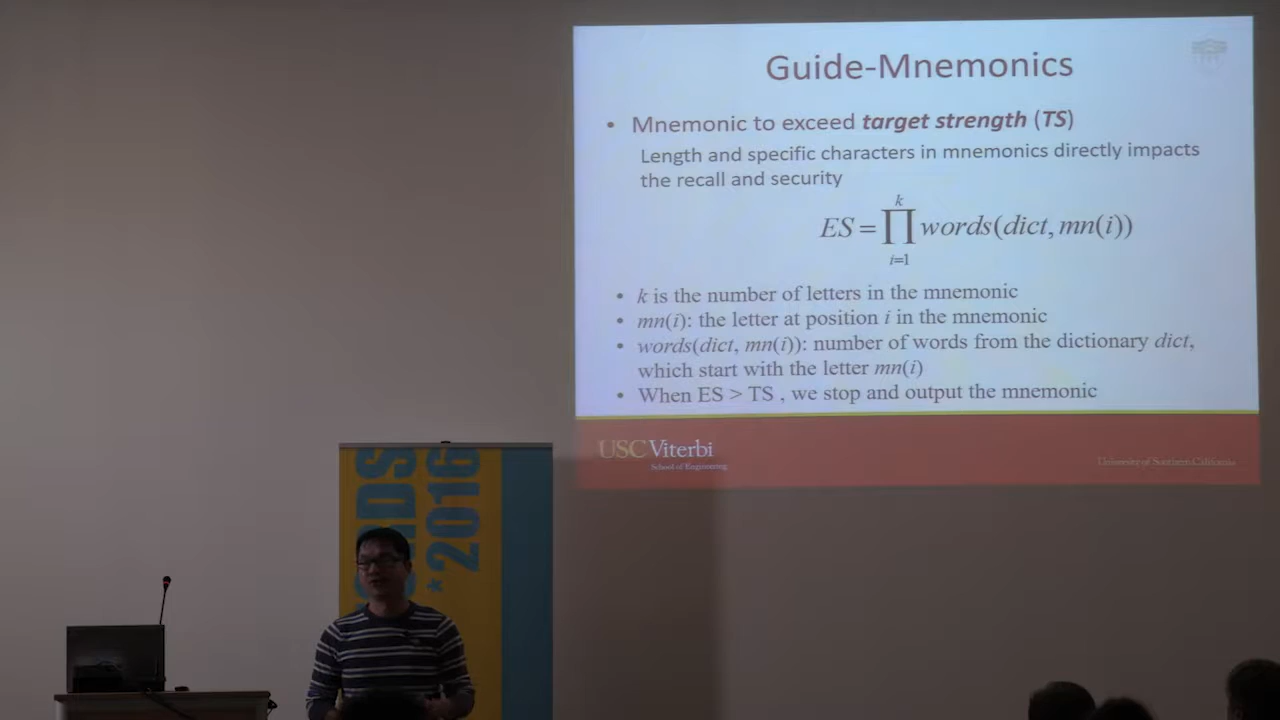 Guide-Mnemonics
• Mnemonic to exceed target strength (TS)
Length and specific characters in mnemonics directly impacts
the recall and security
ES = ∏_{i=1}^{k} words(dict, mn(i))
• k is the number of letters in the mnemonic
• mn(i): the letter at position i in the mnemonic
• words(dict, mn(i)): number of words from the dictionary dict,
which start with the letter mn(i)
• When ES > TS , we stop and output the mnemonic
USC Viterbi
School of Engineering
University of Southern California
*2016